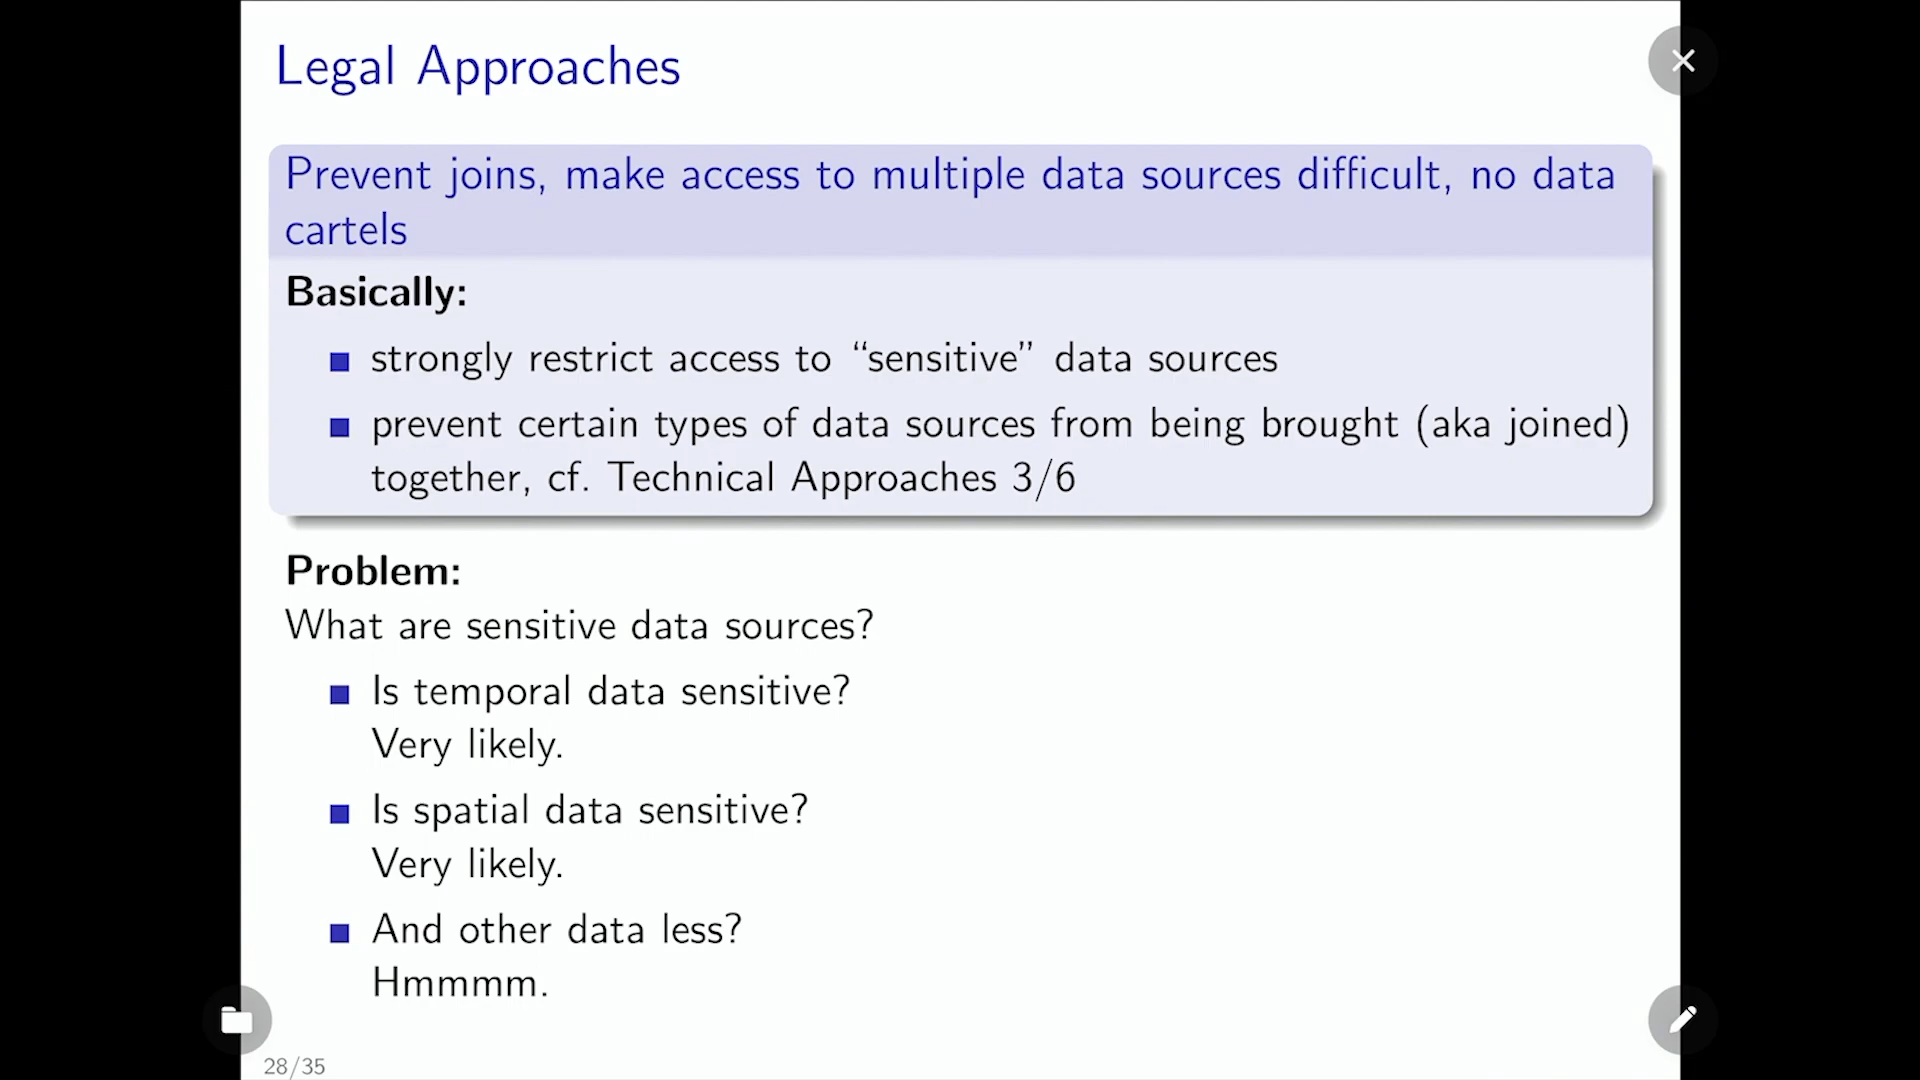 Legal Approaches
Prevent joins, make access to multiple data sources difficult, no data
cartels
Basically:
strongly restrict access to “sensitive” data sources
prevent certain types of data sources from being brought (aka joined)
together, cf. Technical Approaches 3/6
Problem:
What are sensitive data sources?
Is temporal data sensitive?
Very likely.
Is spatial data sensitive?
Very likely.
And other data less?
Hmmmm.
28/35